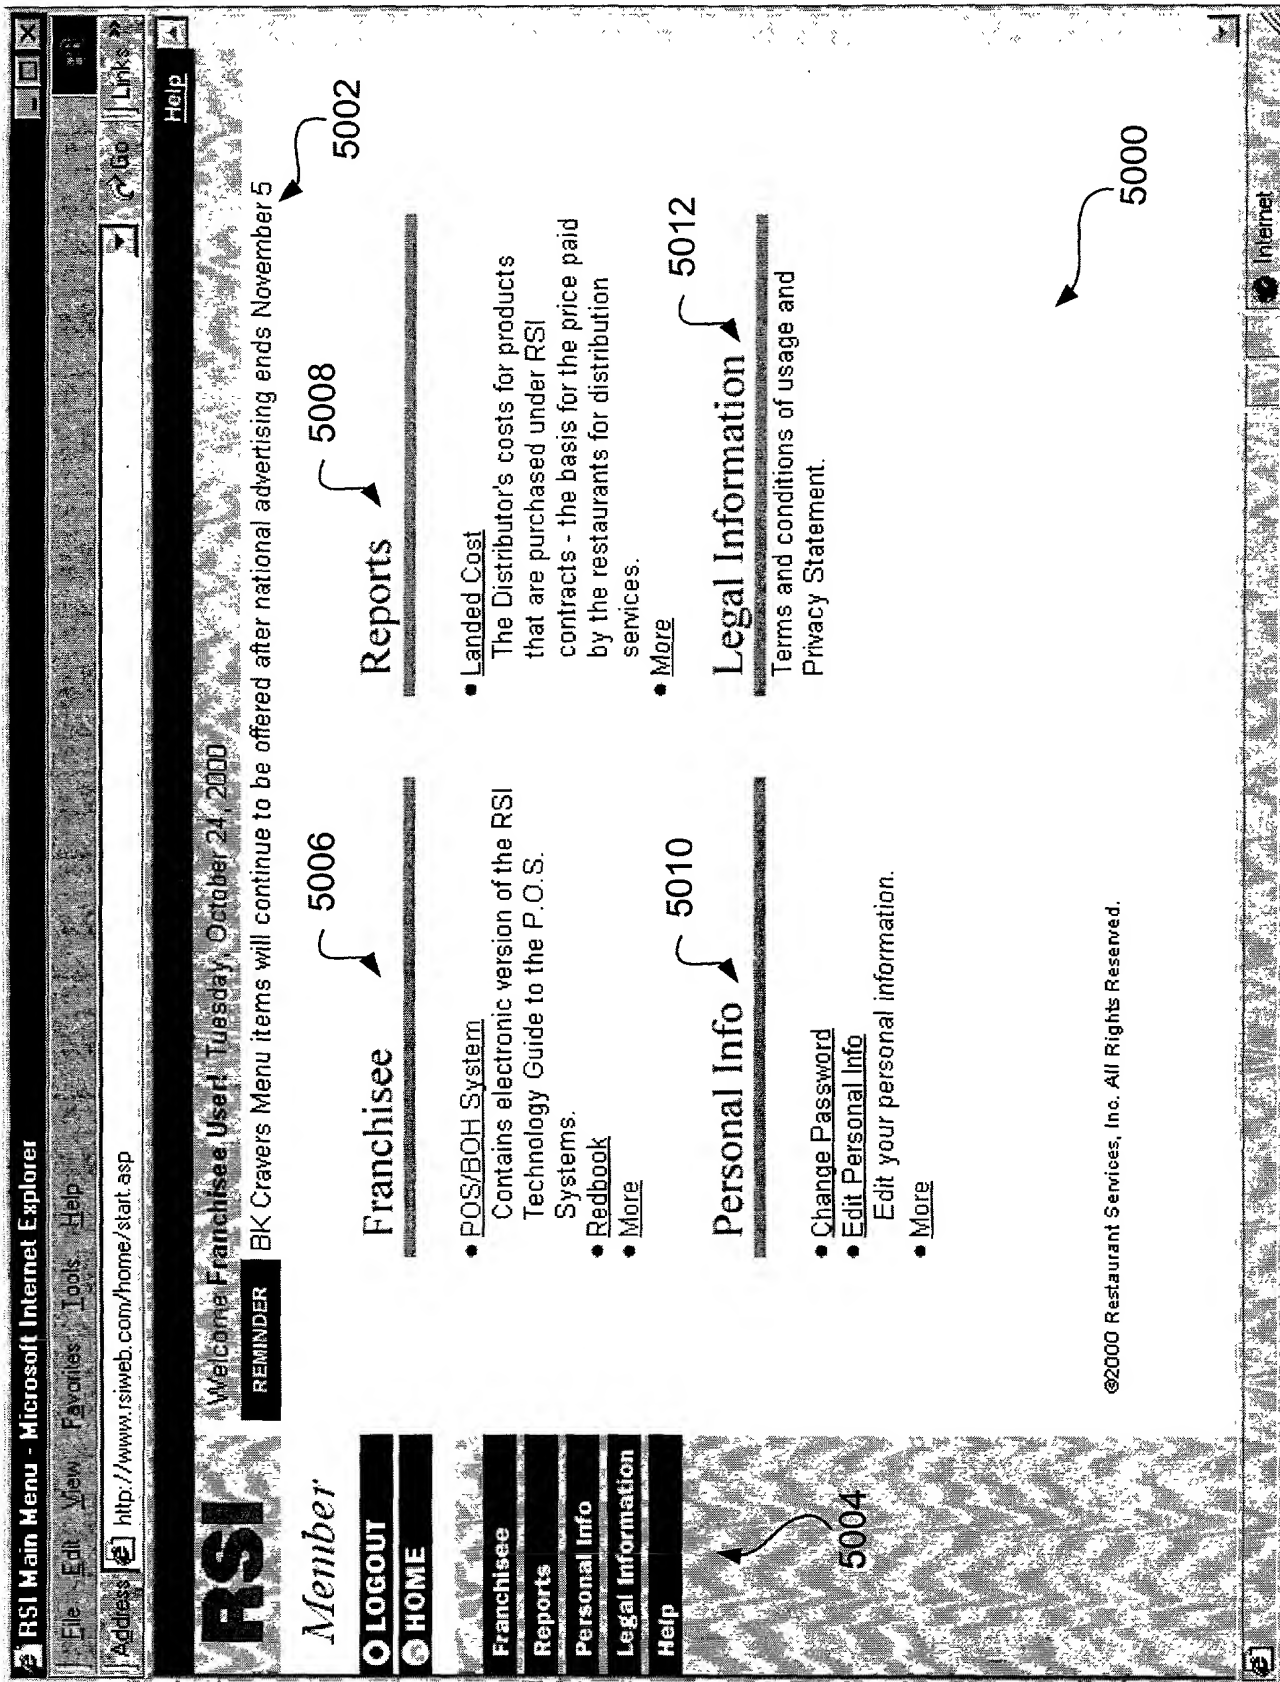 RSI Main Menu - Microsoft Internet Explorer
File Edit View Favorites Tools Help
Address http://www.rsiweb.com/home/start.asp Go Links »
Help
RSI Welcome Franchisee User! Tuesday, October 24, 2000
REMINDER BK Cravers Menu items will continue to be offered after national advertising ends November 5
5002
Member
LOGOUT
HOME
Franchisee
Reports
Personal Info
Legal Information
Help
5004
Franchisee
5006
• POS/BOH System
Contains electronic version of the RSI
Technology Guide to the P.O.S.
Systems.
• Redbook
• More
Reports
5008
• Landed Cost
The Distributor's costs for products
that are purchased under RSI
contracts - the basis for the price paid
by the restaurants for distribution
services.
• More
Personal Info
5010
• Change Password
• Edit Personal Info
Edit your personal information.
• More
Legal Information
5012
Terms and conditions of usage and
Privacy Statement.
5000
©2000 Restaurant Services, Inc. All Rights Reserved.
Internet